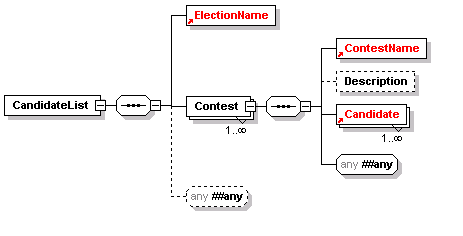 ElectionName
ContestName
Description
CandidateList
Contest
1..∞
Candidate
1..∞
any ##any
any ##any